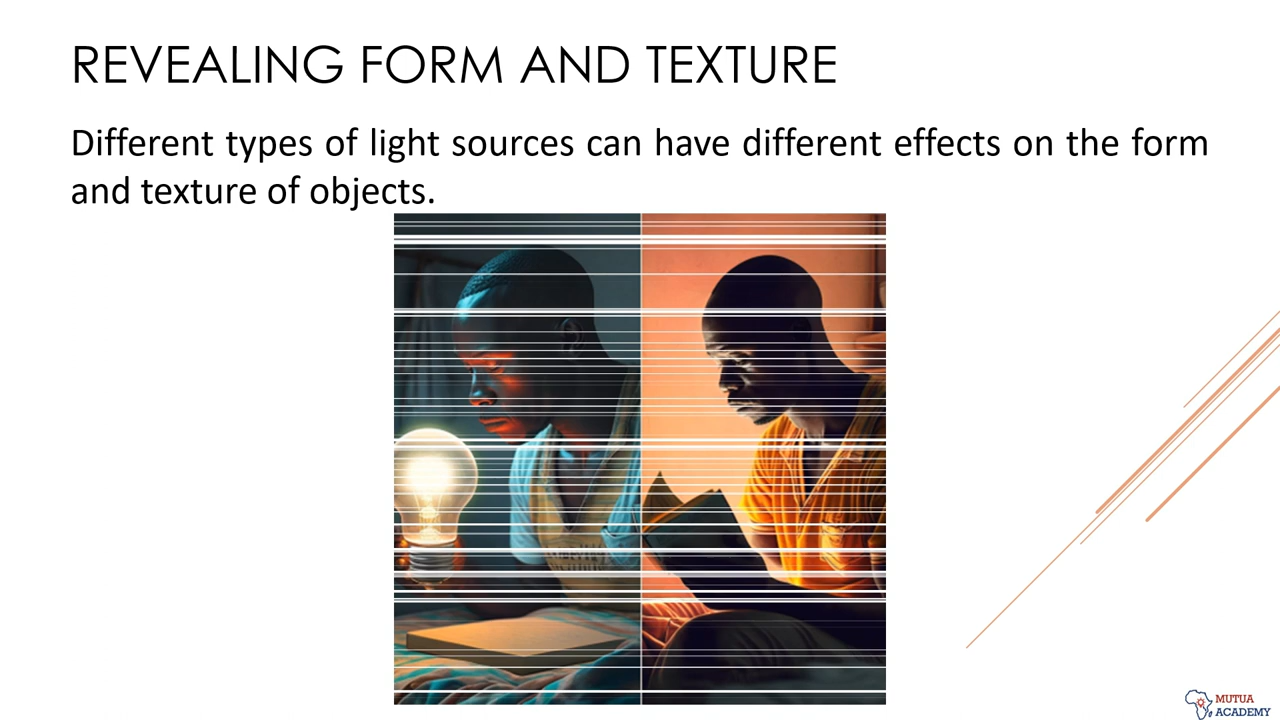 REVEALING FORM AND TEXTURE
Different types of light sources can have different effects on the form
and texture of objects.
MUTUA
ACADEMY